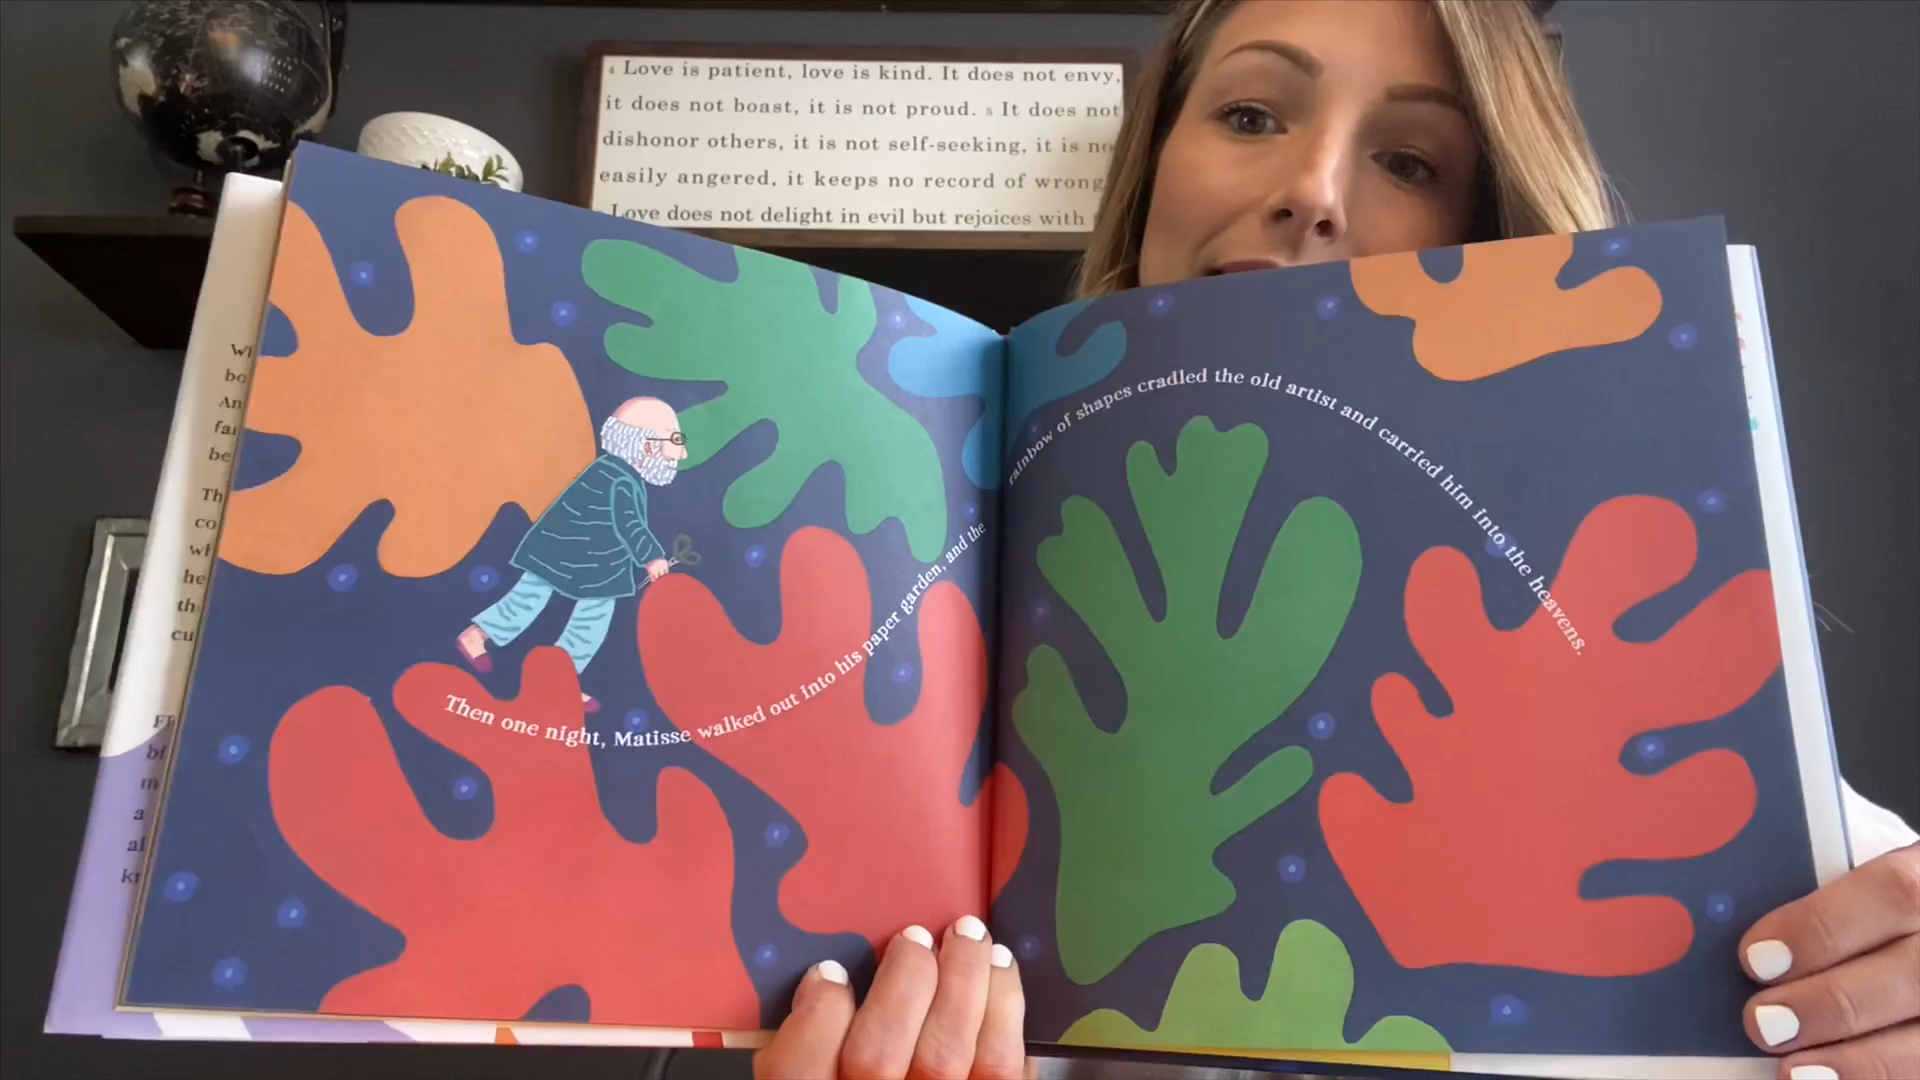 4 Love is patient, love is kind. It does not envy,
it does not boast, it is not proud. 5 It does not
dishonor others, it is not self-seeking, it is
easily angered, it keeps no record of
Love does not delight in evil but rejoices with
Then one night, Matisse walked out into his paper garden, and the
rainbow of shapes cradled the old artist and carried him into the heavens.